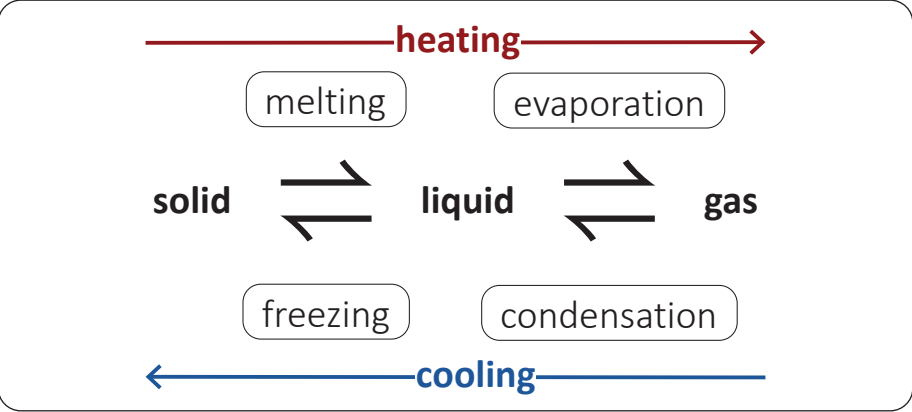 heating
melting
evaporation
solid
liquid
gas
freezing
condensation
cooling